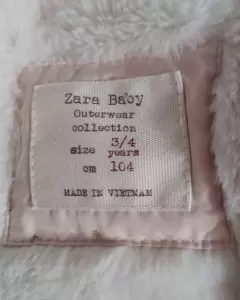 Zara Baby
Outerwear
collection
size 3/4 years
cm 104
MADE IN VIETNAM